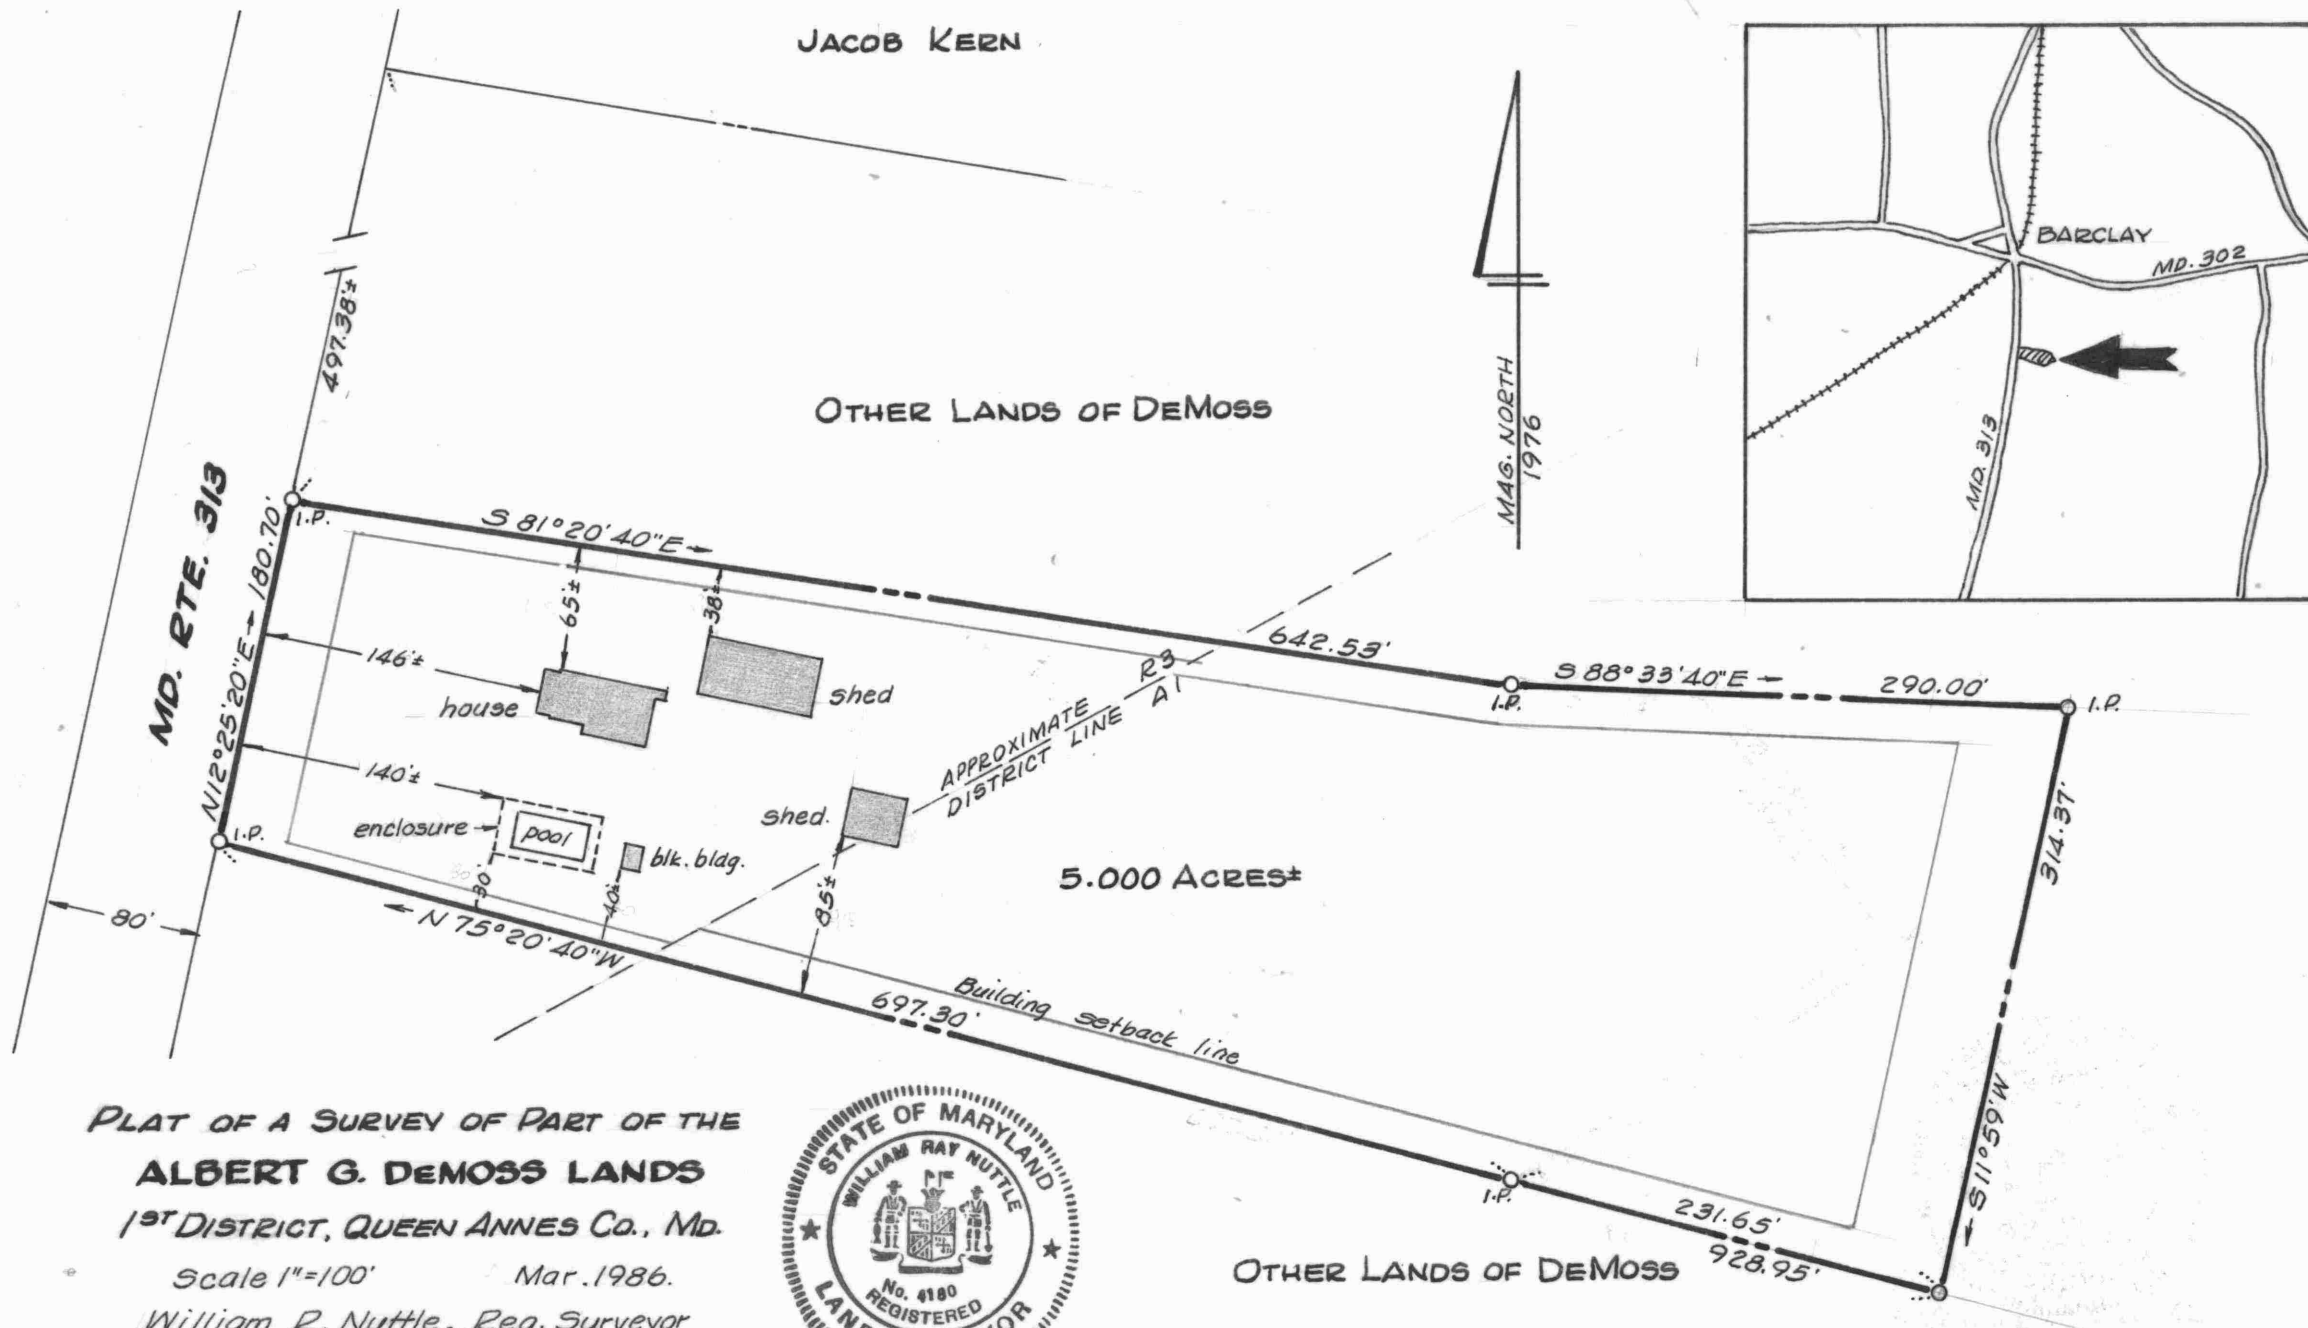 JACOB KERN
BARCLAY
MD. 302
MD. 313
497.38'±
OTHER LANDS OF DEMOSS
MAG. NORTH
1976
MD. RTE. 313
I.P.
S 81°20'40"E
642.53'
N12°25'20"E 180.70'
65'±
38'±
146'±
house
shed
R3
A1
APPROXIMATE
DISTRICT LINE
S 88°33'40"E
290.00'
I.P.
I.P.
140'±
enclosure
pool
blk. bldg.
shed.
30'
40'±
85'±
5.000 ACRES±
314.37'
S11°59'W
I.P.
80'
N 75°20'40"W
697.30'
Building setback line
I.P.
231.65'
928.95'
OTHER LANDS OF DEMOSS
PLAT OF A SURVEY OF PART OF THE
ALBERT G. DEMOSS LANDS
1ST DISTRICT, QUEEN ANNES CO., MD.
Scale 1"=100' Mar. 1986.
William R. Nuttle, Reg. Surveyor
STATE OF MARYLAND
WILLIAM RAY NUTTLE
No. 4180
REGISTERED